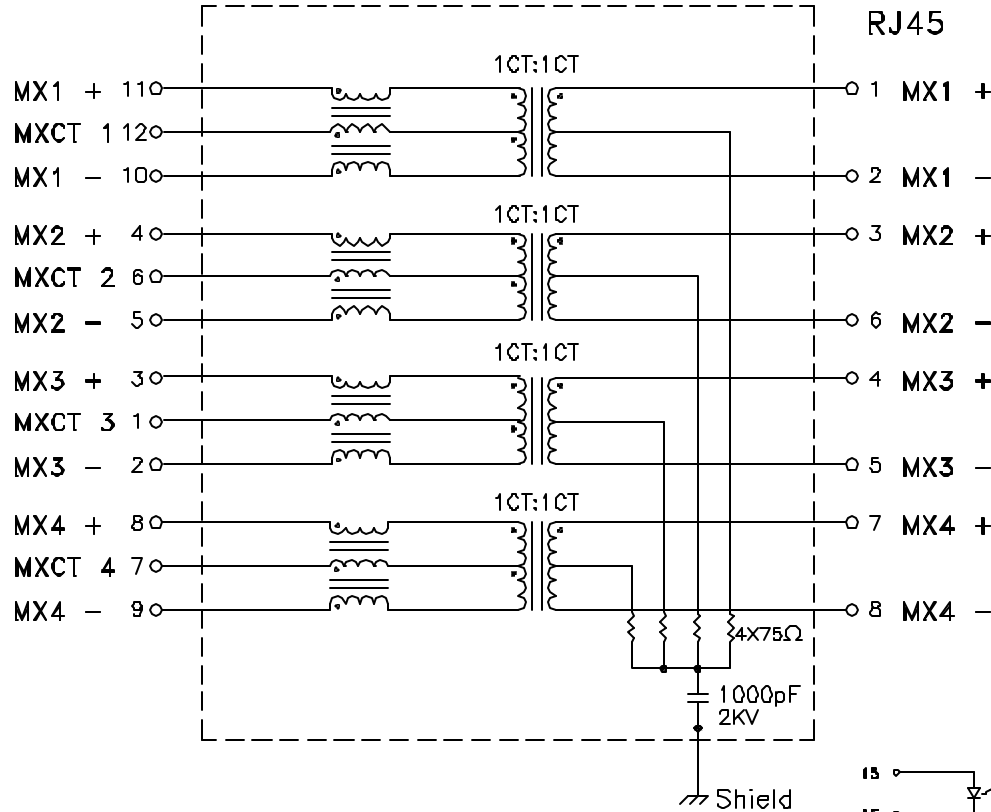 RJ45
1CT:1CT
MX1 + 11 1 MX1 +
MXCT 1 12
MX1 - 10 2 MX1 -
1CT:1CT
MX2 + 4 3 MX2 +
MXCT 2 6
MX2 - 5 6 MX2 -
1CT:1CT
MX3 + 3 4 MX3 +
MXCT 3 1
MX3 - 2 5 MX3 -
1CT:1CT
MX4 + 8 7 MX4 +
MXCT 4 7
MX4 - 9 8 MX4 -
4X75Ω
1000pF
2KV
Shield